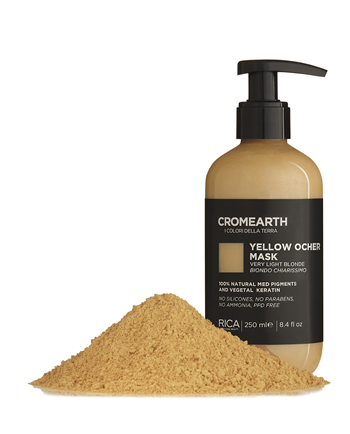 CROMEARTH
I COLORI DELLA TERRA
YELLOW OCHER
MASK
VERY LIGHT BLONDE
BIONDO CHIARISSIMO
100% NATURAL MED PIGMENTS
AND VEGETAL KERATIN
NO SILICONES, NO PARABENS,
NO AMMONIA, PPD FREE
RICA
250 ml℮ 8.4 fl oz